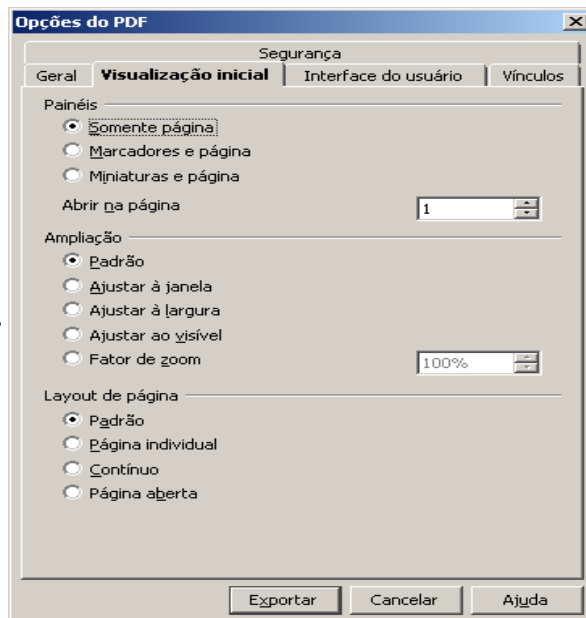 Opções do PDF
Segurança
Geral Visualização inicial Interface do usuário Vínculos
Painéis
Somente página
Marcadores e página
Miniaturas e página
Abrir na página 1
Ampliação
Padrão
Ajustar à janela
Ajustar à largura
Ajustar ao visível
Fator de zoom 100%
Layout de página
Padrão
Página individual
Contínuo
Página aberta
Exportar Cancelar Ajuda